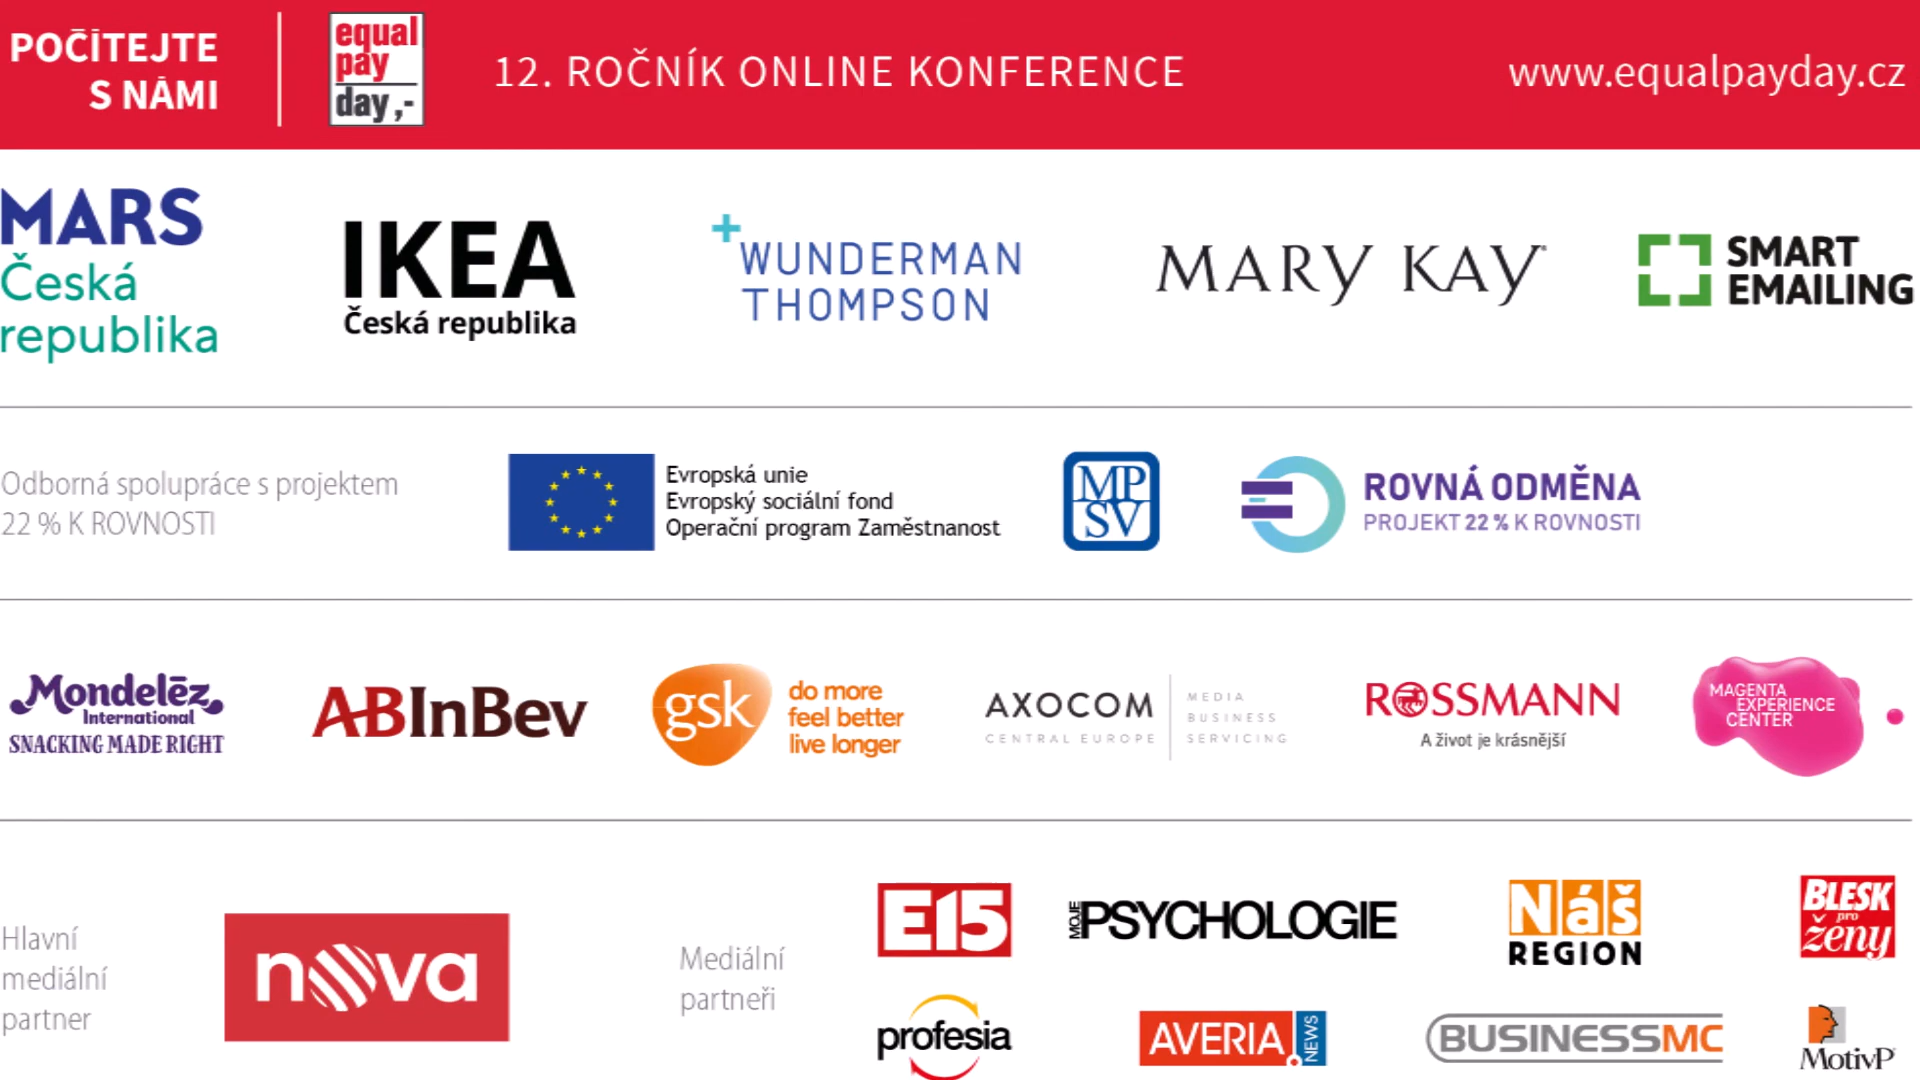 POČÍTEJTE
S NÁMI
equal
pay
day,-
12. ROČNÍK ONLINE KONFERENCE
www.equalpayday.cz
MARS
Česká
republika
IKEA
Česká republika
WUNDERMAN
THOMPSON
MARY KAY®
SMART
EMAILING
Odborná spolupráce s projektem
22 % K ROVNOSTI
Evropská unie
Evropský sociální fond
Operační program Zaměstnanost
MP
SV
ROVNÁ ODMĚNA
PROJEKT 22 % K ROVNOSTI
Mondelēz,
International
SNACKING MADE RIGHT
ABInBev
gsk
do more
feel better
live longer
AXOCOM
CENTRAL EUROPE
MEDIA
BUSINESS
SERVICING
ROSSMANN
A život je krásnější
MAGENTA
EXPERIENCE
CENTER
Hlavní
mediální
partner
nova
Mediální
partneři
E15
MOJE PSYCHOLOGIE
Náš
REGION
BLESK
pro
ženy
profesia
AVERIA.NEWS
BUSINESSMC
MotivP